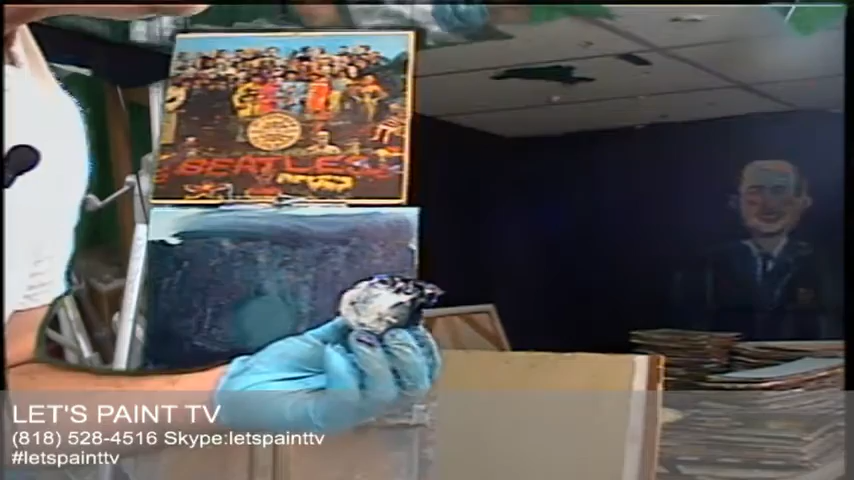 BEATLES
LET'S PAINT TV
(818) 528-4516 Skype:letspainttv
#letspainttv